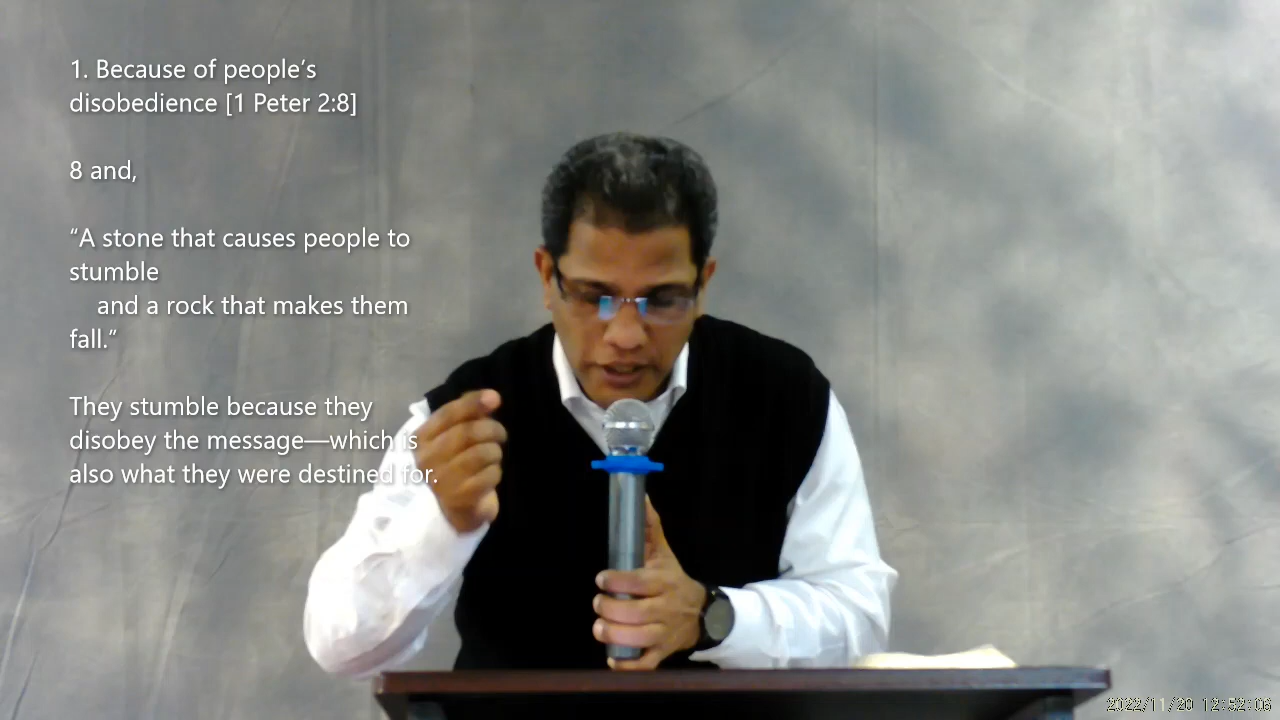 1. Because of people’s
disobedience [1 Peter 2:8]
8 and,
“A stone that causes people to
stumble
and a rock that makes them
fall.”
They stumble because they
disobey the message—which is
also what they were destined for.
2022/11/20 12:52:06